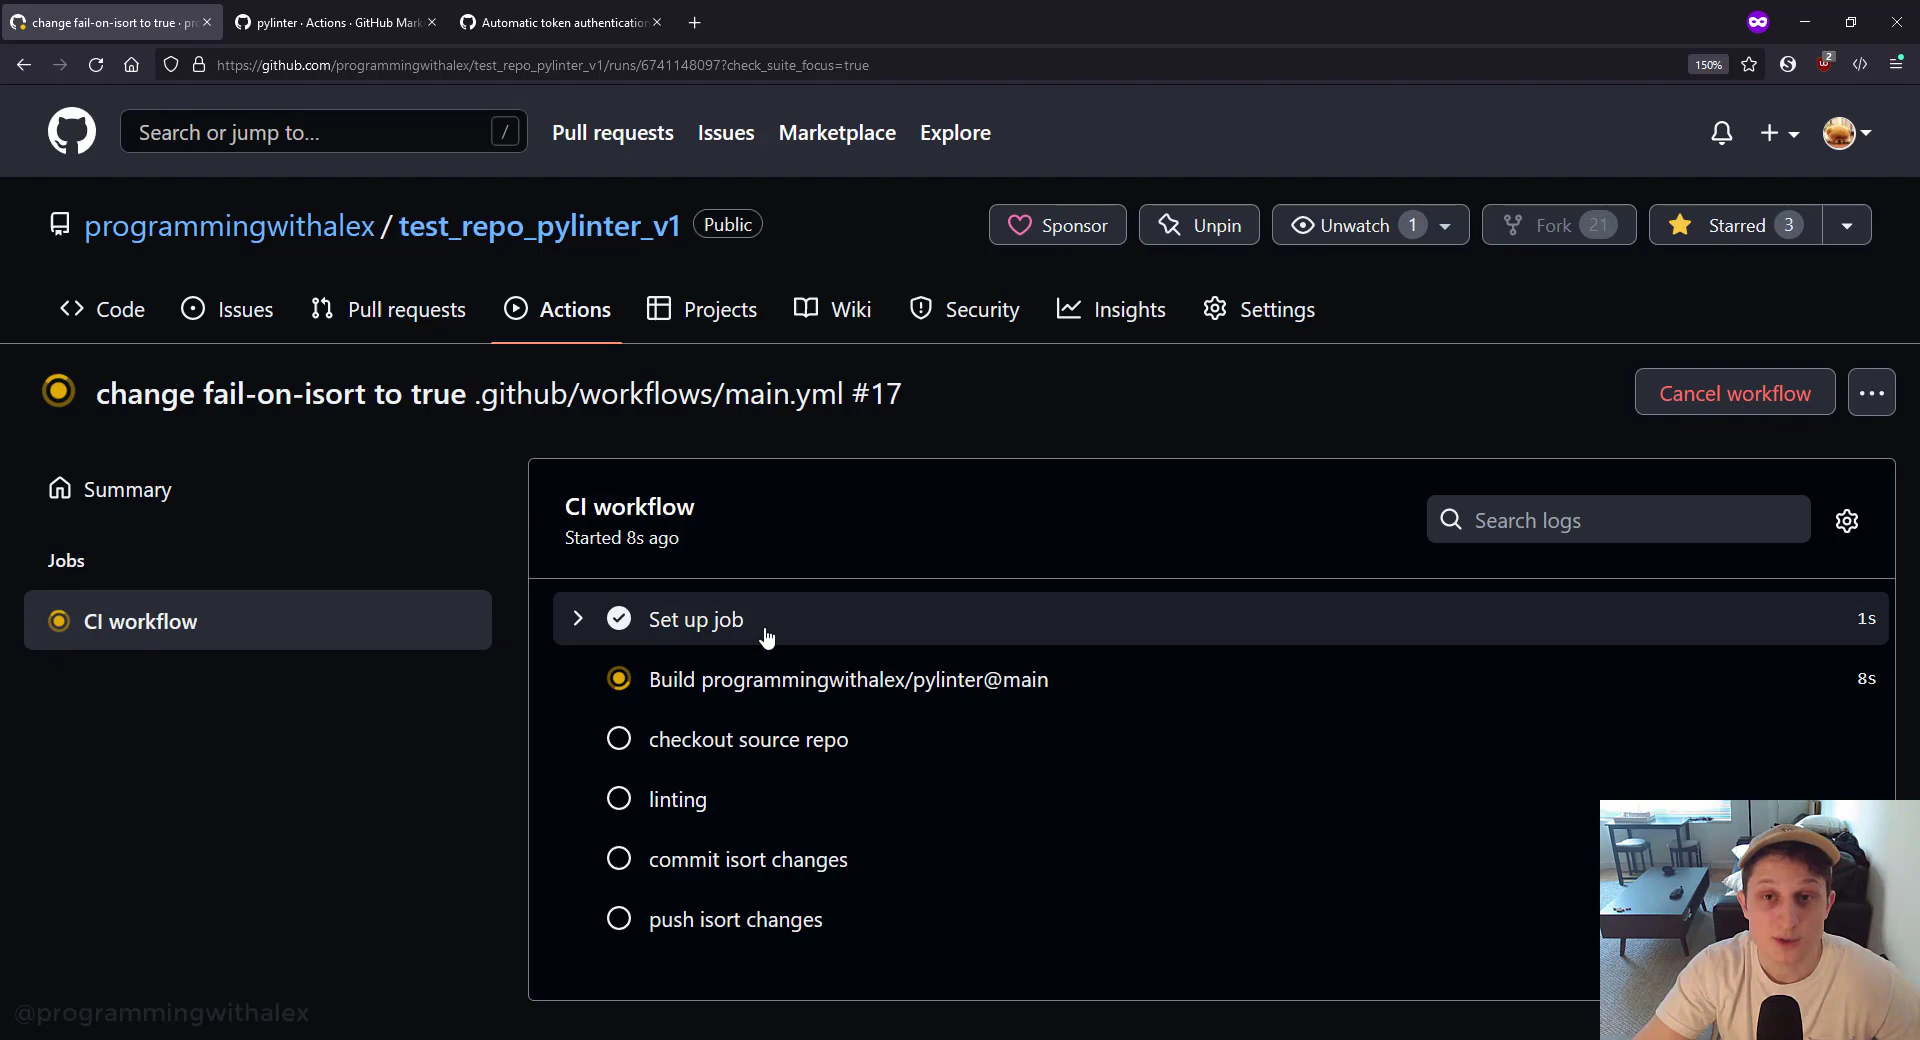 change fail-on-isort to true · pr
pylinter · Actions · GitHub Mark
Automatic token authentication
https://github.com/programmingwithalex/test_repo_pylinter_v1/runs/6741148097?check_suite_focus=true
150%
2
Search or jump to...
/
Pull requests
Issues
Marketplace
Explore
programmingwithalex / test_repo_pylinter_v1
Public
Sponsor
Unpin
Unwatch 1
Fork 21
Starred 3
Code
Issues
Pull requests
Actions
Projects
Wiki
Security
Insights
Settings
change fail-on-isort to true .github/workflows/main.yml #17
Cancel workflow
Summary
Jobs
CI workflow
CI workflow
Started 8s ago
Search logs
Set up job
1s
Build programmingwithalex/pylinter@main
8s
checkout source repo
linting
commit isort changes
push isort changes
@programmingwithalex